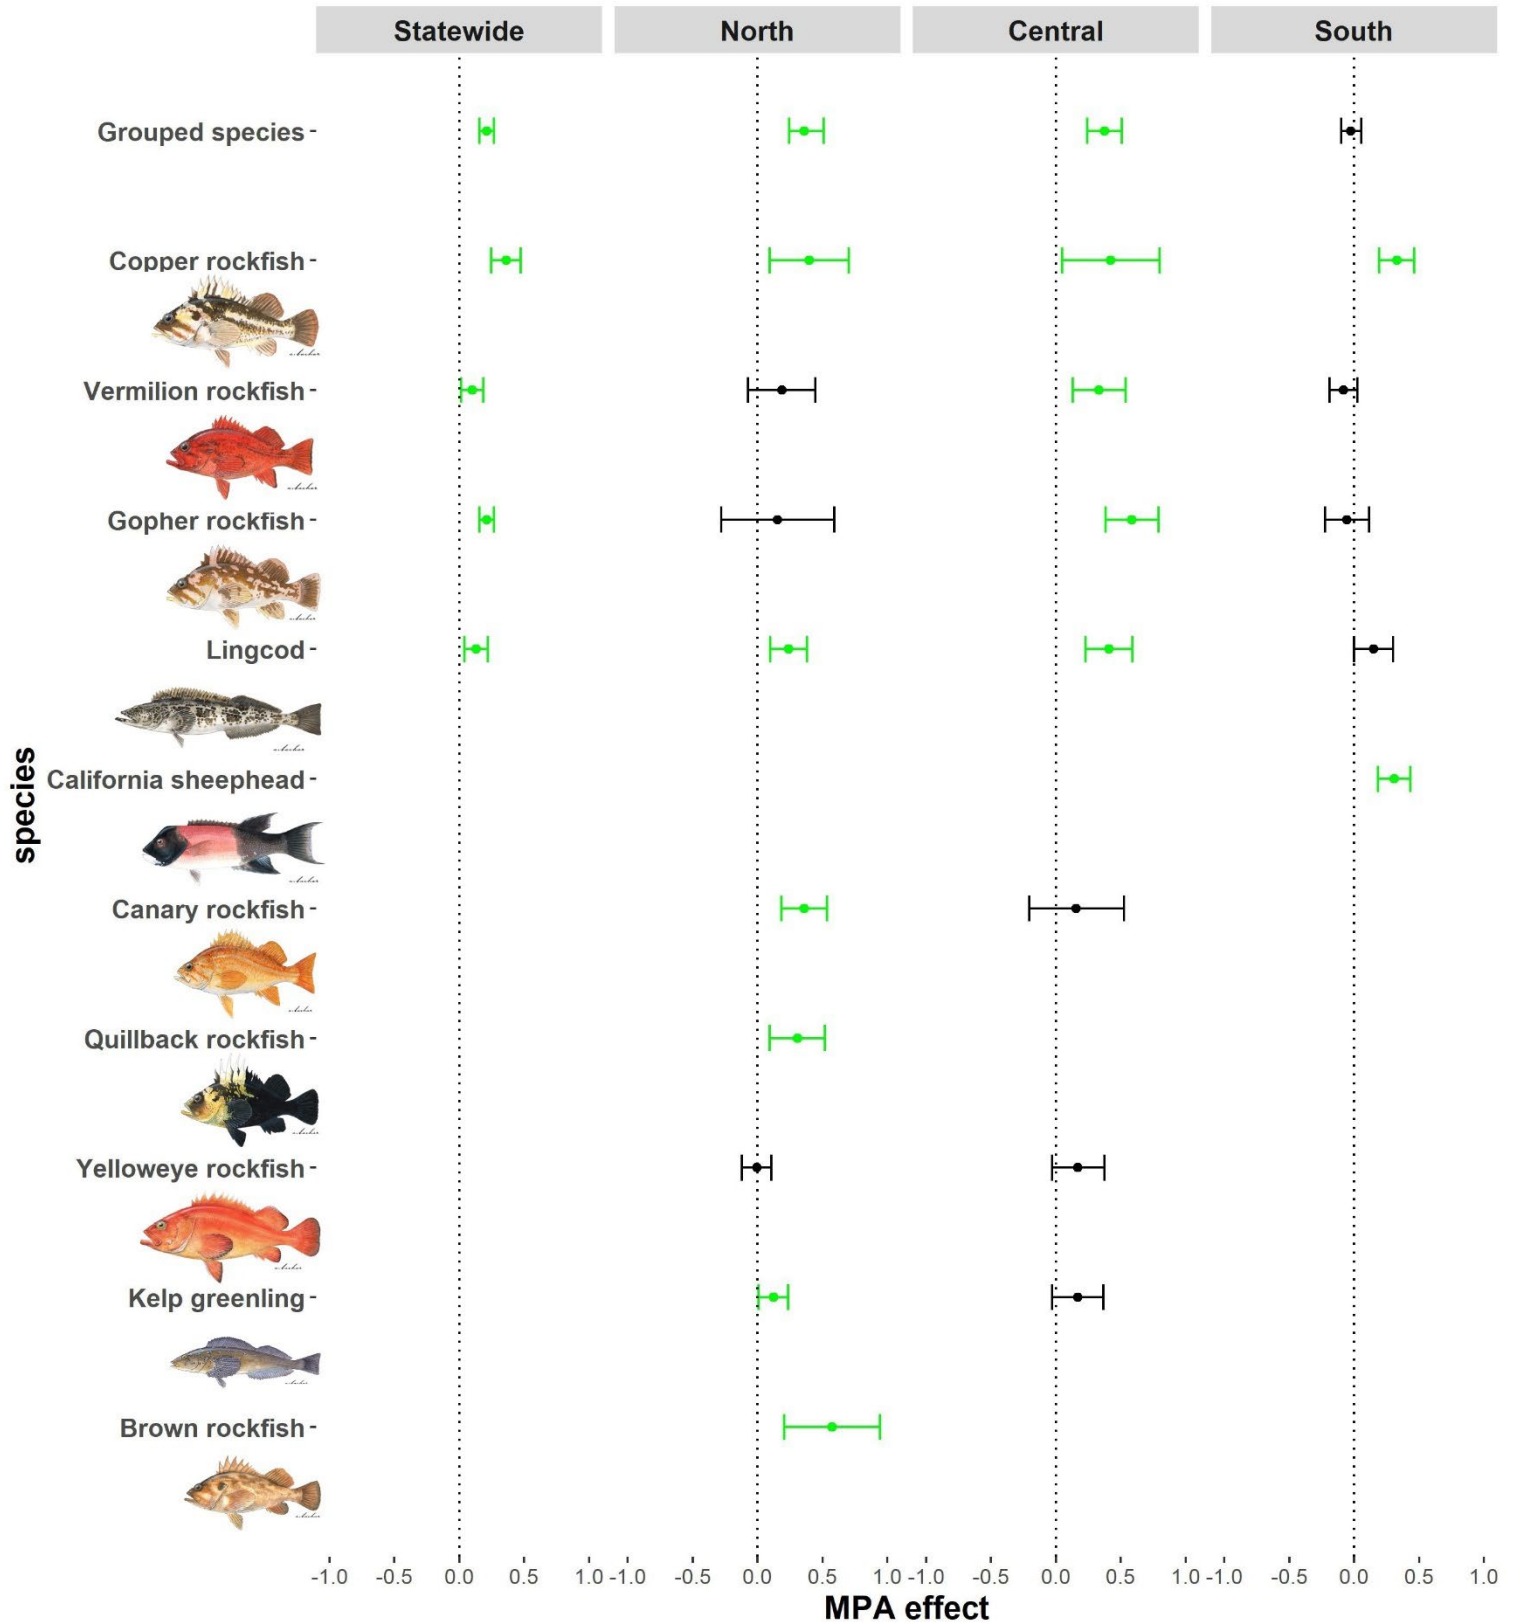 Statewide North Central South
Grouped species
Copper rockfish
Vermilion rockfish
Gopher rockfish
Lingcod
California sheephead
Canary rockfish
Quillback rockfish
Yelloweye rockfish
Kelp greenling
Brown rockfish
species
-1.0 -0.5 0.0 0.5 1.0 -1.0 -0.5 0.0 0.5 1.0 -1.0 -0.5 0.0 0.5 1.0 -1.0 -0.5 0.0 0.5 1.0
MPA effect